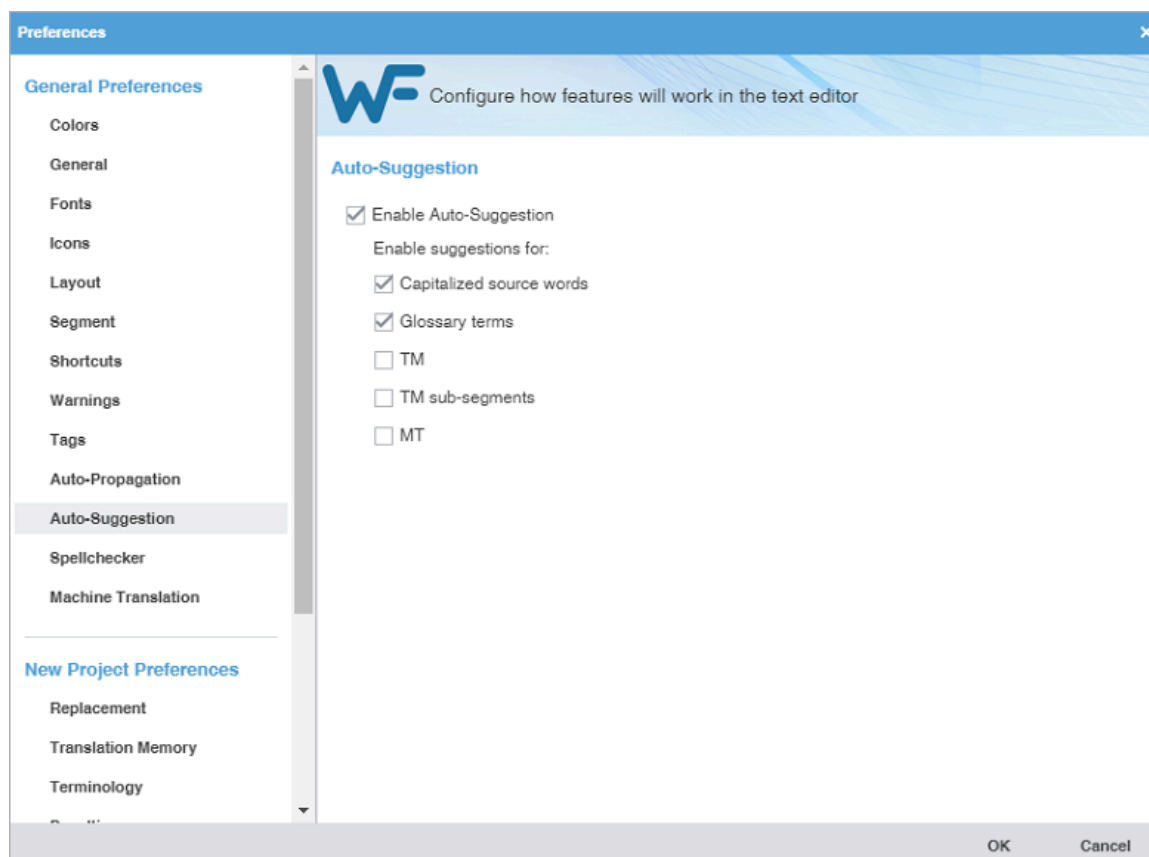 Preferences
General Preferences
Colors
General
Fonts
Icons
Layout
Segment
Shortcuts
Warnings
Tags
Auto-Propagation
Auto-Suggestion
Spellchecker
Machine Translation
New Project Preferences
Replacement
Translation Memory
Terminology
WF
Configure how features will work in the text editor
Auto-Suggestion
Enable Auto-Suggestion
Enable suggestions for:
Capitalized source words
Glossary terms
TM
TM sub-segments
MT
OK Cancel